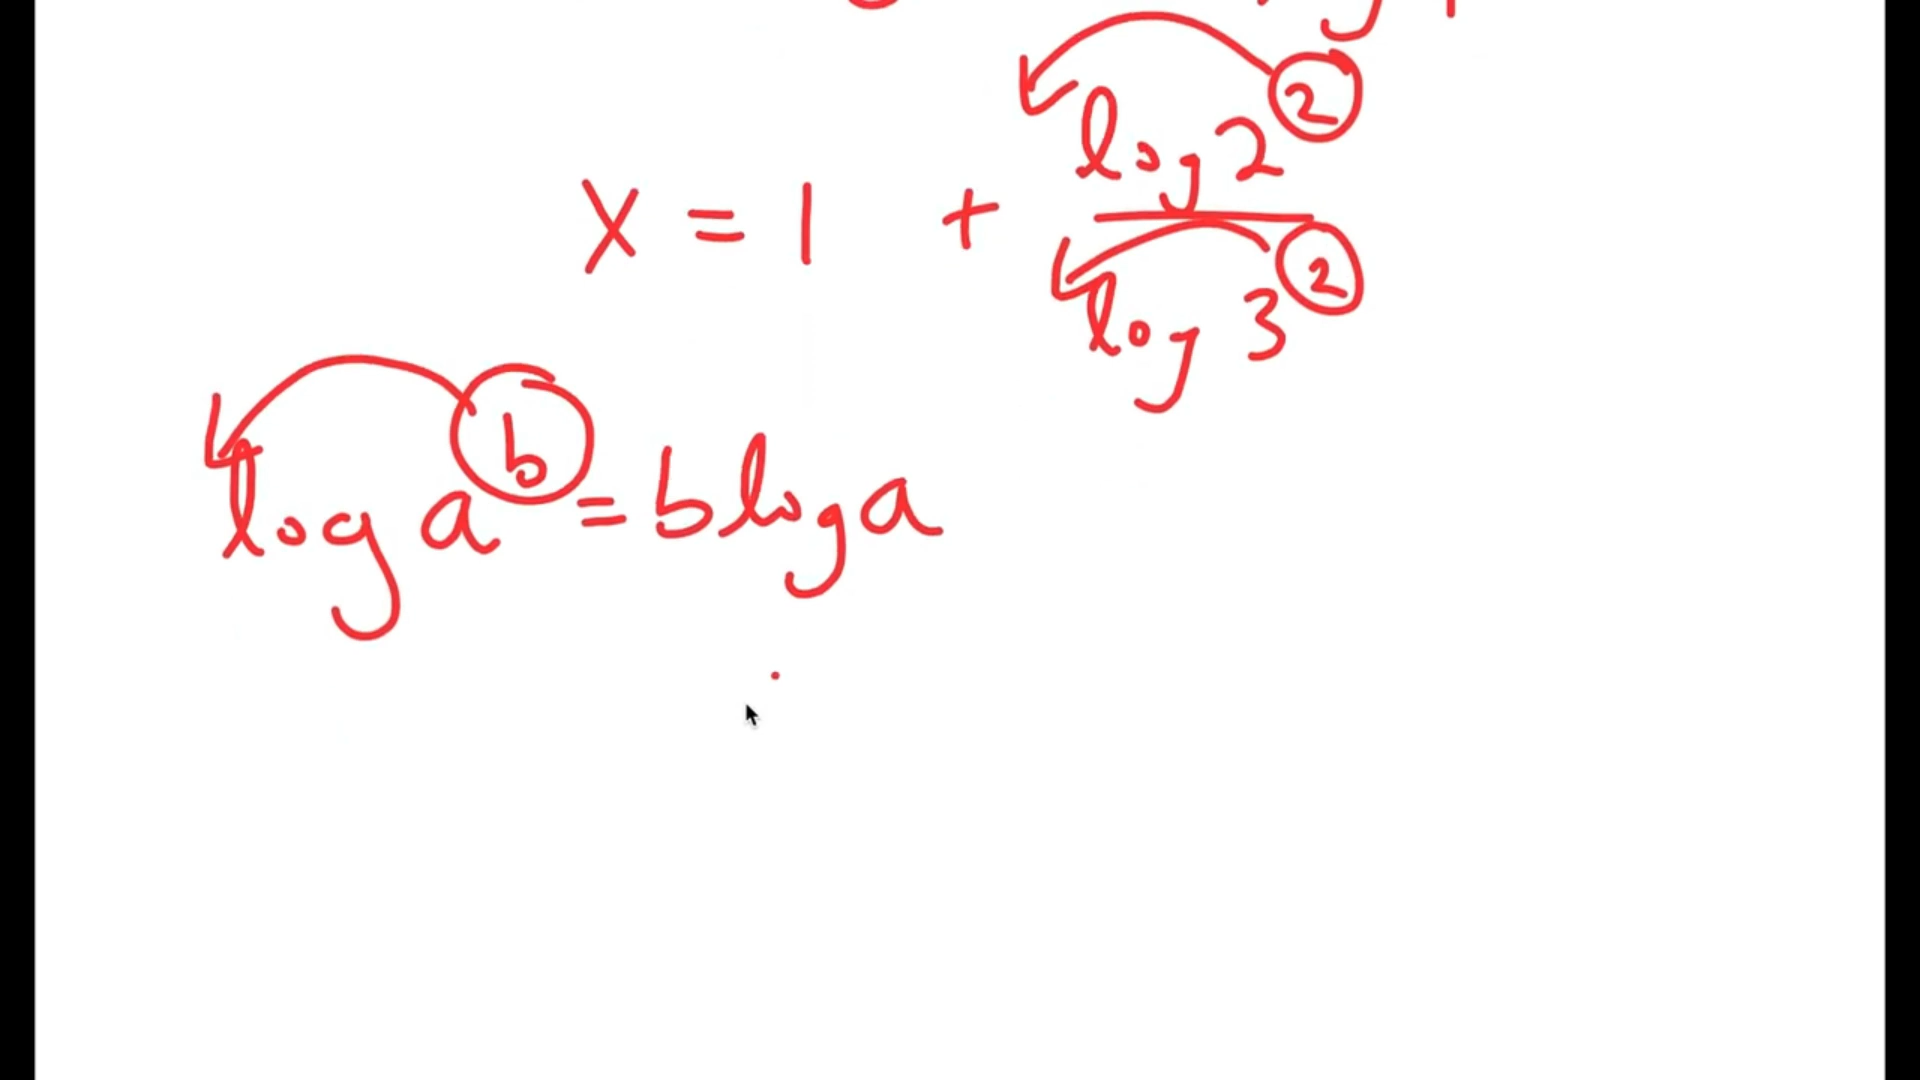 x = 1 + log 2² / log 3²
log a^b = b log a